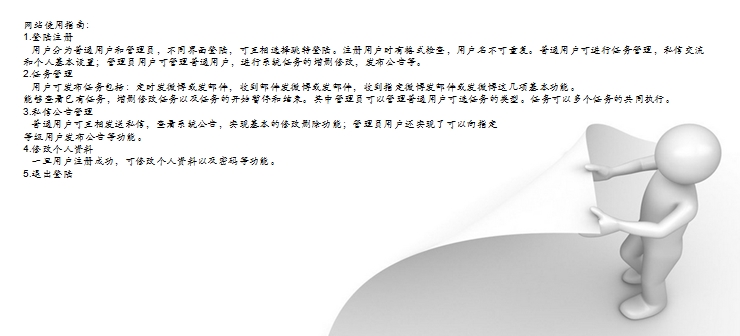 网站使用指南：
1.登陆注册
用户分为普通用户和管理员，不同界面登陆，可互相选择跳转登陆。注册用户时有格式检查，用户名不可重复。普通用户可进行任务管理，私信交流
和个人基本设置；管理员用户可管理普通用户，进行系统任务的增删修改，发布公告等。
2.任务管理
用户可发布任务包括：定时发微博或发邮件，收到邮件发微博或发邮件，收到指定微博发邮件或发微博这几项基本功能。
能够查看已有任务，增删修改任务以及任务的开始暂停和结束。其中管理员可以管理普通用户可选任务的类型。任务可以多个任务的共同执行。
3.私信公告管理
普通用户可互相发送私信，查看系统公告，实现基本的修改删除功能；管理员用户还实现了可以向指定
等级用户发布公告等功能。
4.修改个人资料
一旦用户注册成功，可修改个人资料以及密码等功能。
5.退出登陆